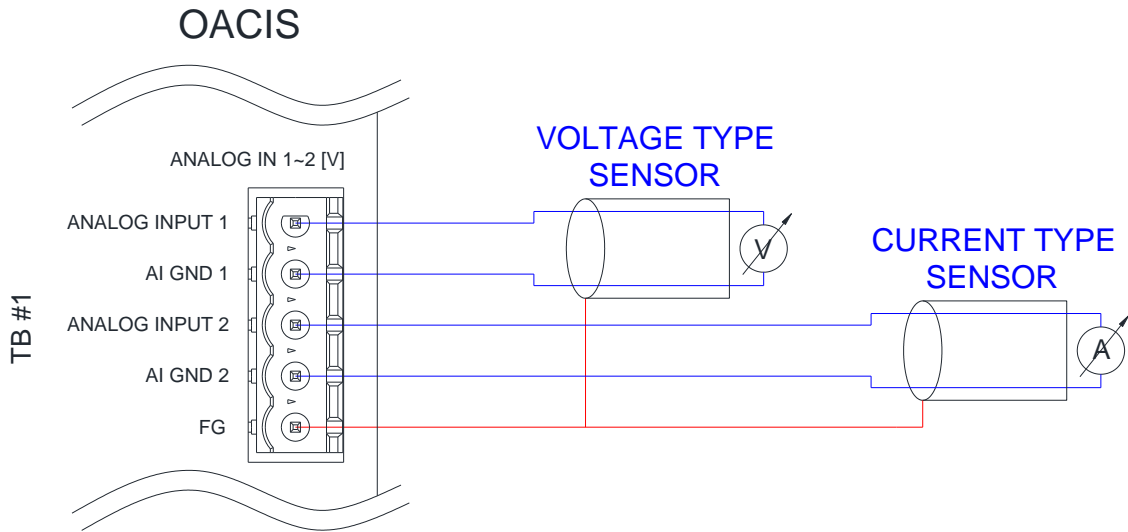 OACIS
ANALOG IN 1~2 [V]
TB #1
ANALOG INPUT 1
AI GND 1
ANALOG INPUT 2
AI GND 2
FG
VOLTAGE TYPE
SENSOR
V
CURRENT TYPE
SENSOR
A